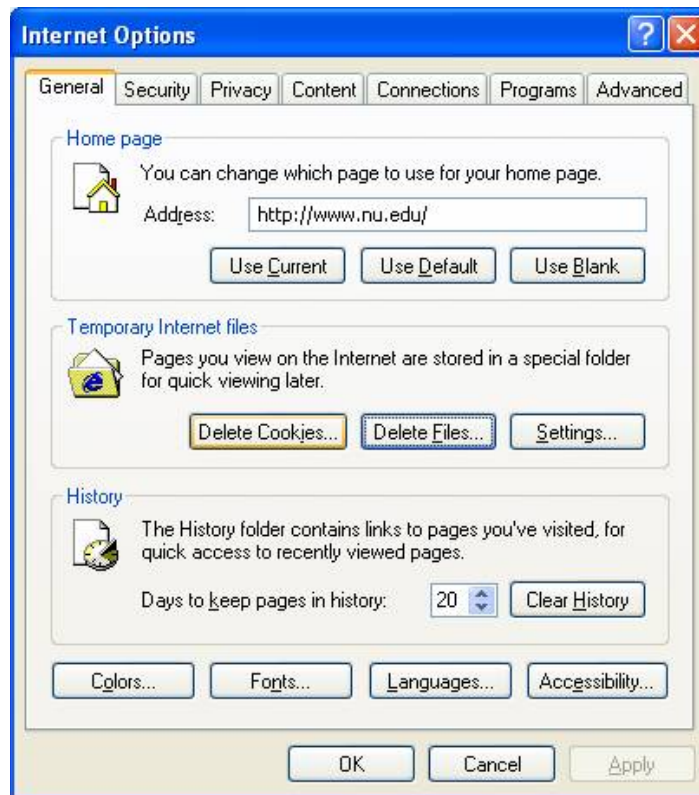 Internet Options
General Security Privacy Content Connections Programs Advanced
Home page
You can change which page to use for your home page.
Address: http://www.nu.edu/
Use Current Use Default Use Blank
Temporary Internet files
Pages you view on the Internet are stored in a special folder
for quick viewing later.
Delete Cookies... Delete Files... Settings...
History
The History folder contains links to pages you've visited, for
quick access to recently viewed pages.
Days to keep pages in history: 20 Clear History
Colors... Fonts... Languages... Accessibility...
OK Cancel Apply